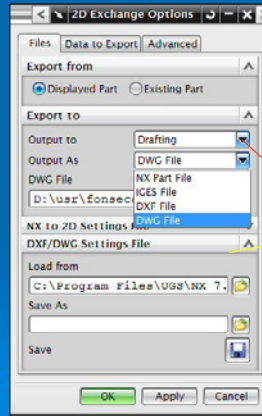 2D Exchange Options
Files Data to Export Advanced
Export from
Displayed Part Existing Part
Export to
Output to Drafting
Output As DWG File
DWG File NX Part File
IGES File
DXF File
D:\usr\fonsec
DWG File
NX to 2D Settings
DXF/DWG Settings File
Load from
C:\Program Files\UGS\NX 7.
Save As
Save
OK Apply Cancel